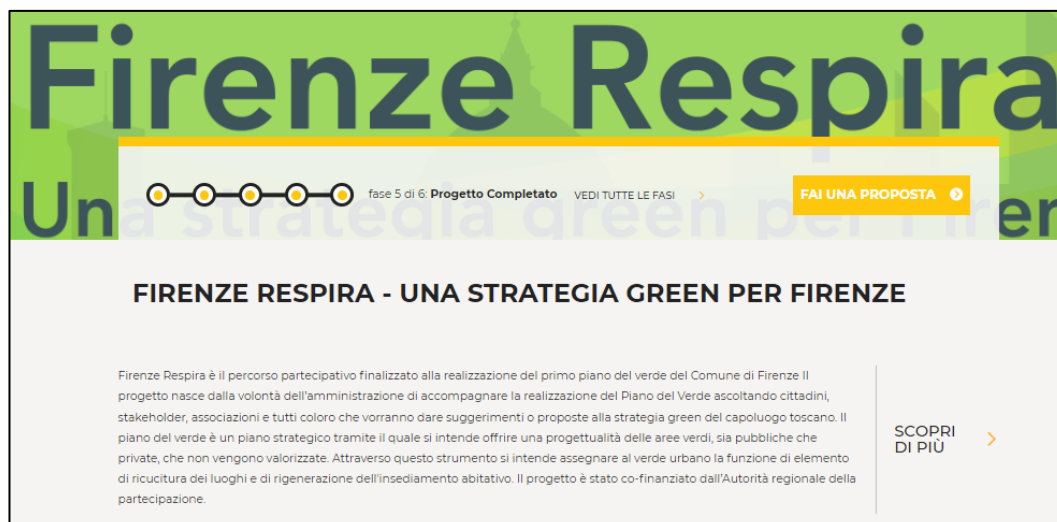 Firenze Respira
Una strategia green per Firen
fase 5 di 6: Progetto Completato VEDI TUTTE LE FASI
FAI UNA PROPOSTA
FIRENZE RESPIRA - UNA STRATEGIA GREEN PER FIRENZE
Firenze Respira è il percorso partecipativo finalizzato alla realizzazione del primo piano del verde del Comune di Firenze Il
progetto nasce dalla volontà dell'amministrazione di accompagnare la realizzazione del Piano del Verde ascoltando cittadini,
stakeholder, associazioni e tutti coloro che vorranno dare suggerimenti o proposte alla strategia green del capoluogo toscano. Il
piano del verde è un piano strategico tramite il quale si intende offrire una progettualità delle aree verdi, sia pubbliche che
private, che non vengono valorizzate. Attraverso questo strumento si intende assegnare al verde urbano la funzione di elemento
di ricucitura dei luoghi e di rigenerazione dell'insediamento abitativo. Il progetto è stato co-finanziato dall'Autorità regionale della
partecipazione.
SCOPRI
DI PIÙ